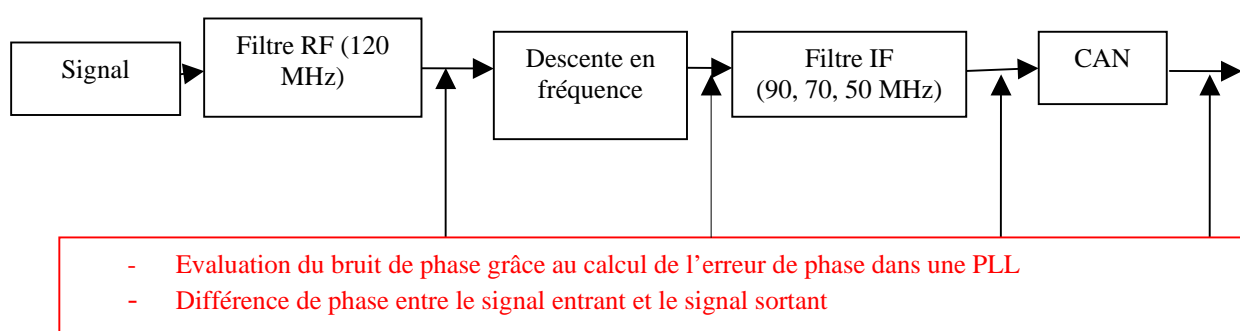 Signal
Filtre RF (120
MHz)
Descente en
fréquence
Filtre IF
(90, 70, 50 MHz)
CAN
- Evaluation du bruit de phase grâce au calcul de l’erreur de phase dans une PLL
- Différence de phase entre le signal entrant et le signal sortant